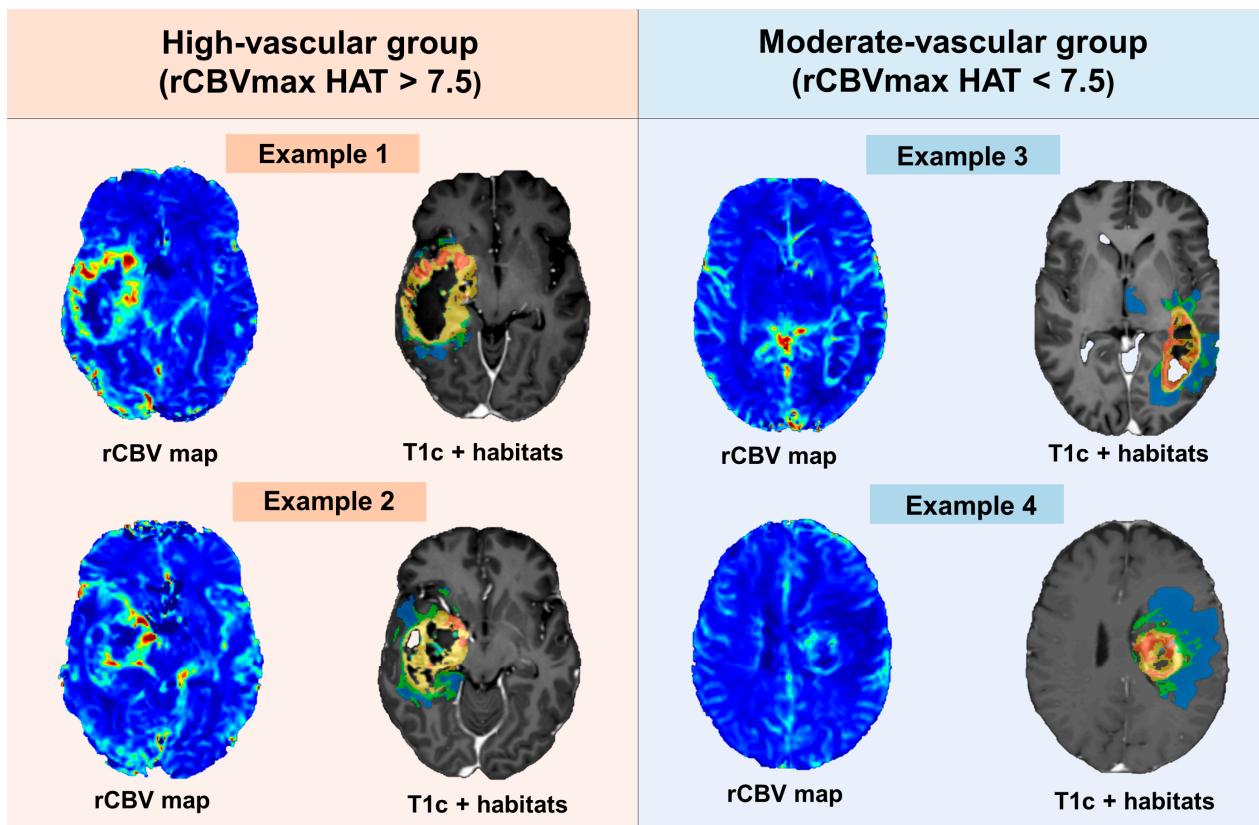 High-vascular group
(rCBVmax HAT > 7.5)
Moderate-vascular group
(rCBVmax HAT < 7.5)
Example 1
rCBV map
T1c + habitats
Example 2
rCBV map
T1c + habitats
Example 3
rCBV map
T1c + habitats
Example 4
rCBV map
T1c + habitats